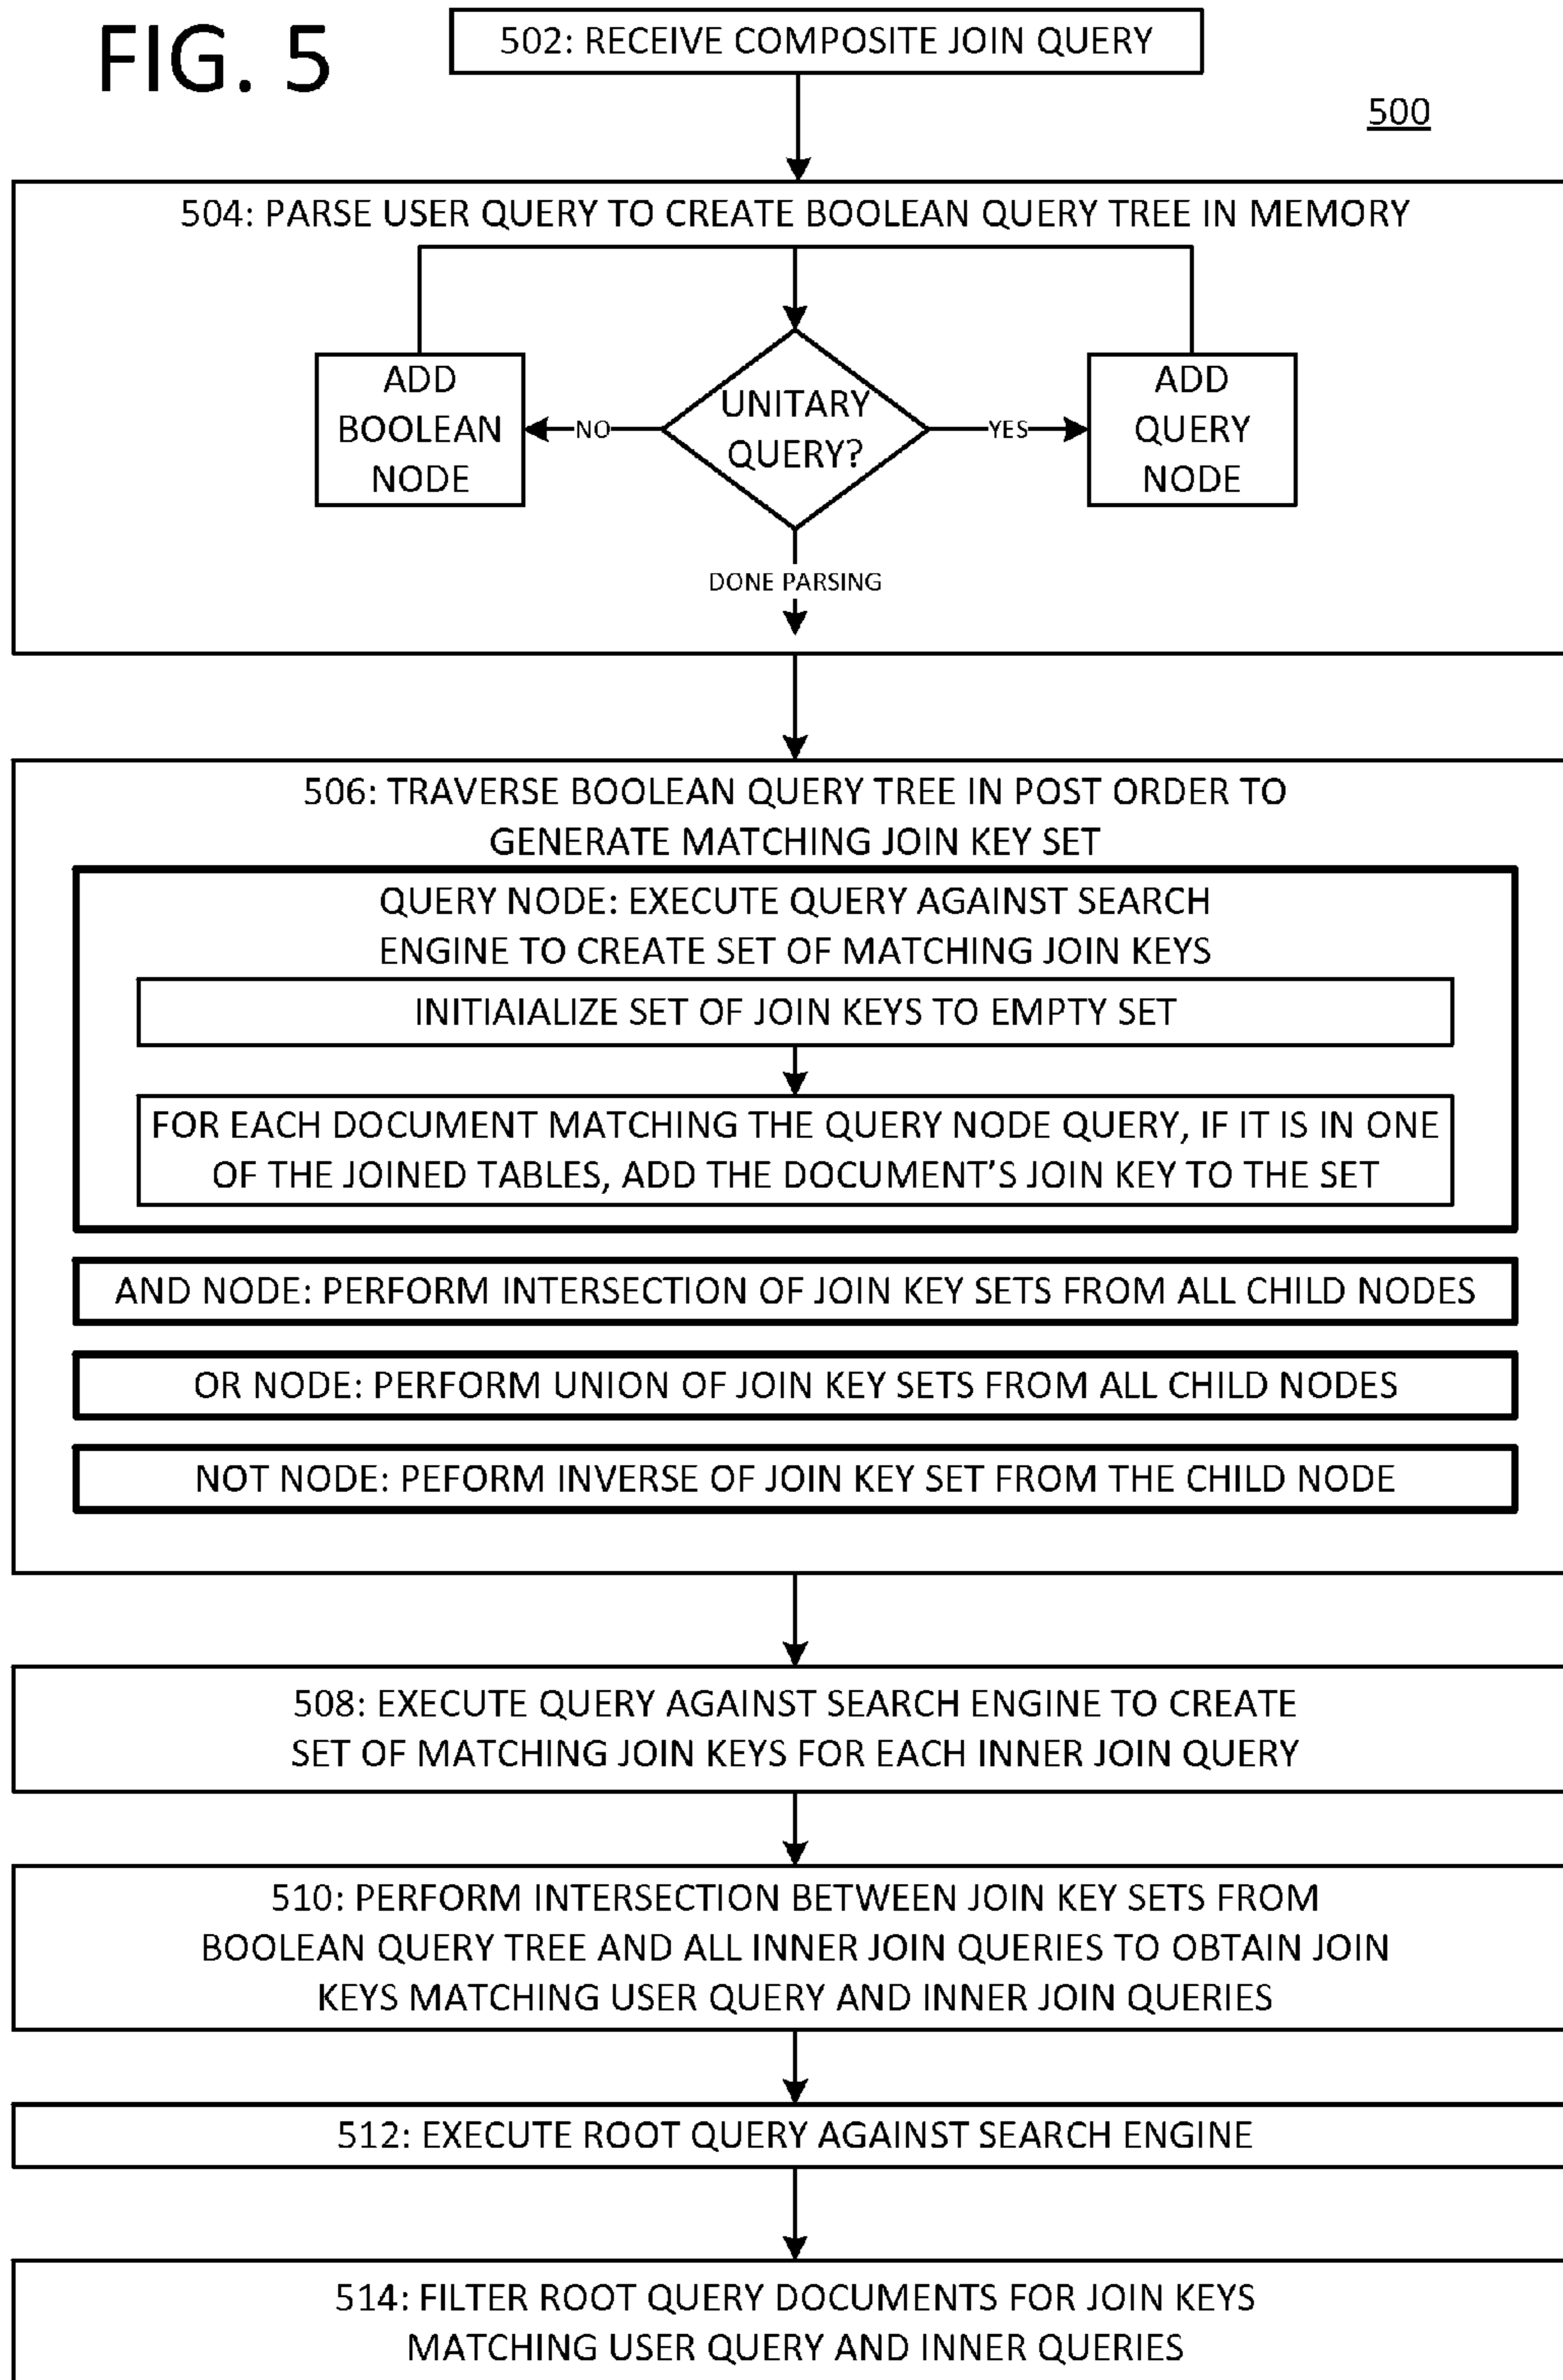 FIG. 5
502: RECEIVE COMPOSITE JOIN QUERY
500
504: PARSE USER QUERY TO CREATE BOOLEAN QUERY TREE IN MEMORY
ADD
BOOLEAN
NODE
NO
UNITARY
QUERY?
YES
ADD
QUERY
NODE
DONE PARSING
506: TRAVERSE BOOLEAN QUERY TREE IN POST ORDER TO
GENERATE MATCHING JOIN KEY SET
QUERY NODE: EXECUTE QUERY AGAINST SEARCH
ENGINE TO CREATE SET OF MATCHING JOIN KEYS
INITIAIALIZE SET OF JOIN KEYS TO EMPTY SET
FOR EACH DOCUMENT MATCHING THE QUERY NODE QUERY, IF IT IS IN ONE
OF THE JOINED TABLES, ADD THE DOCUMENT'S JOIN KEY TO THE SET
AND NODE: PERFORM INTERSECTION OF JOIN KEY SETS FROM ALL CHILD NODES
OR NODE: PERFORM UNION OF JOIN KEY SETS FROM ALL CHILD NODES
NOT NODE: PEFORM INVERSE OF JOIN KEY SET FROM THE CHILD NODE
508: EXECUTE QUERY AGAINST SEARCH ENGINE TO CREATE
SET OF MATCHING JOIN KEYS FOR EACH INNER JOIN QUERY
510: PERFORM INTERSECTION BETWEEN JOIN KEY SETS FROM
BOOLEAN QUERY TREE AND ALL INNER JOIN QUERIES TO OBTAIN JOIN
KEYS MATCHING USER QUERY AND INNER JOIN QUERIES
512: EXECUTE ROOT QUERY AGAINST SEARCH ENGINE
514: FILTER ROOT QUERY DOCUMENTS FOR JOIN KEYS
MATCHING USER QUERY AND INNER QUERIES